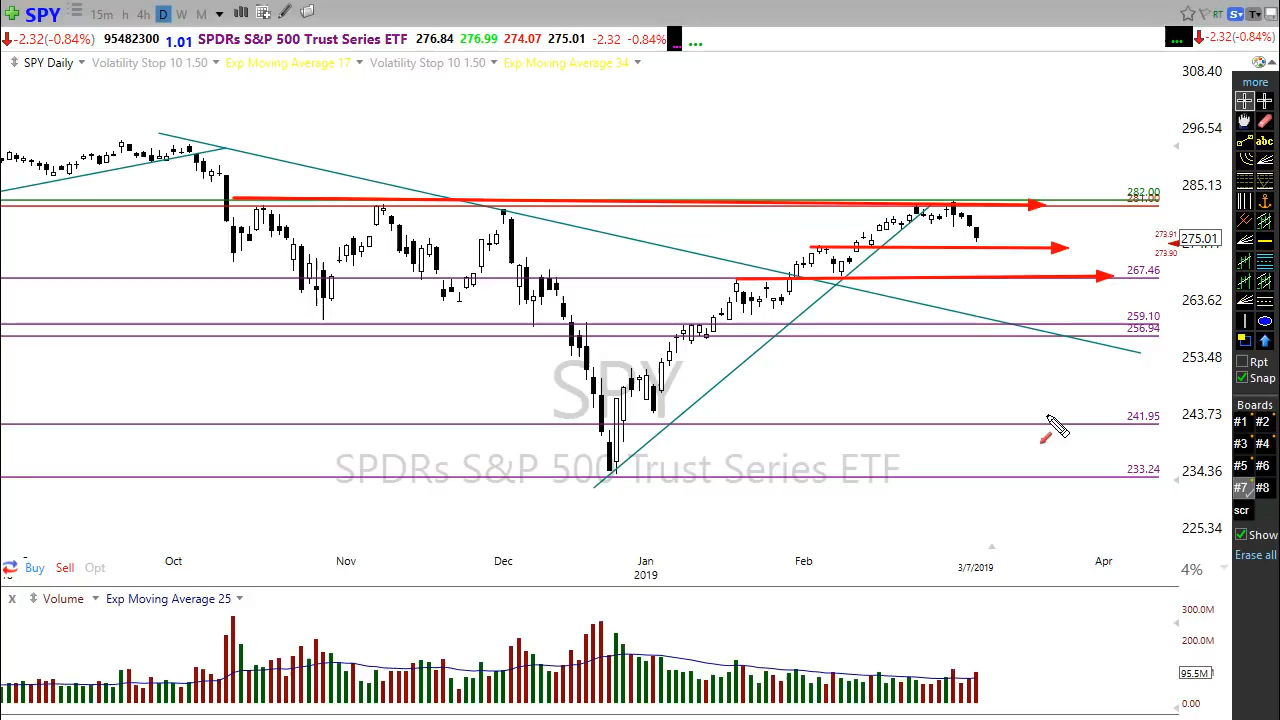 SPY 15m h 4h D W M RT S T
-2.32(-0.84%) 95482300 1.01 SPDRs S&P 500 Trust Series ETF 276.84 276.99 274.07 275.01 -2.32 -0.84% -2.32(-0.84%)
SPY Daily Volatility Stop 10 1.50 Exp Moving Average 17 Volatility Stop 10 1.50 Exp Moving Average 34
308.40
296.54
285.13
282.00
281.00
273.91
275.01
273.90
267.46
263.62
259.10
256.94
253.48
243.73
241.95
234.36
233.24
225.34
SPY
SPDRs S&P 500 Trust Series ETF
more
abc
Rpt
Snap
Boards
#1 #2
#3 #4
#5 #6
#7 #8
scr
Show
Erase all
Oct Nov Dec Jan Feb Apr
2019 3/7/2019
Buy Sell Opt 4%
X Volume Exp Moving Average 25
300.0M
200.0M
95.5M
0.00